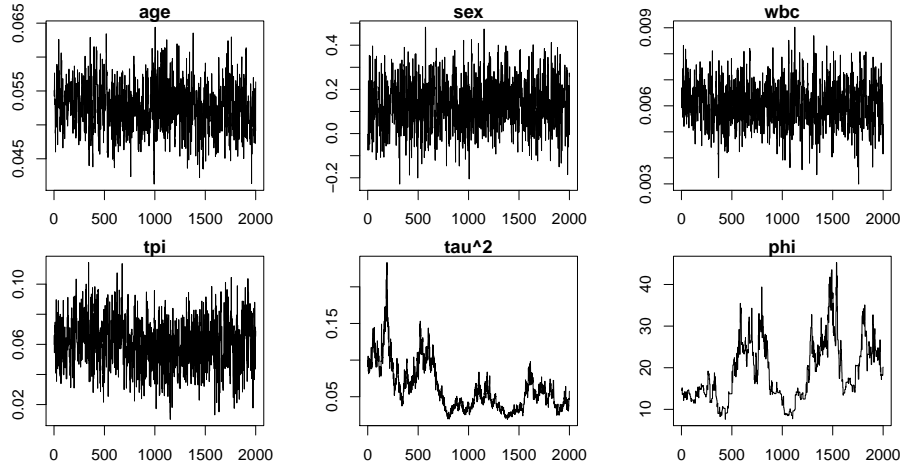 age
0.045 0.055 0.065
0 500 1000 1500 2000
sex
−0.2 0.0 0.2 0.4
0 500 1000 1500 2000
wbc
0.003 0.006 0.009
0 500 1000 1500 2000
tpi
0.02 0.06 0.10
0 500 1000 1500 2000
tau^2
0.05 0.15
0 500 1000 1500 2000
phi
10 20 30 40
0 500 1000 1500 2000